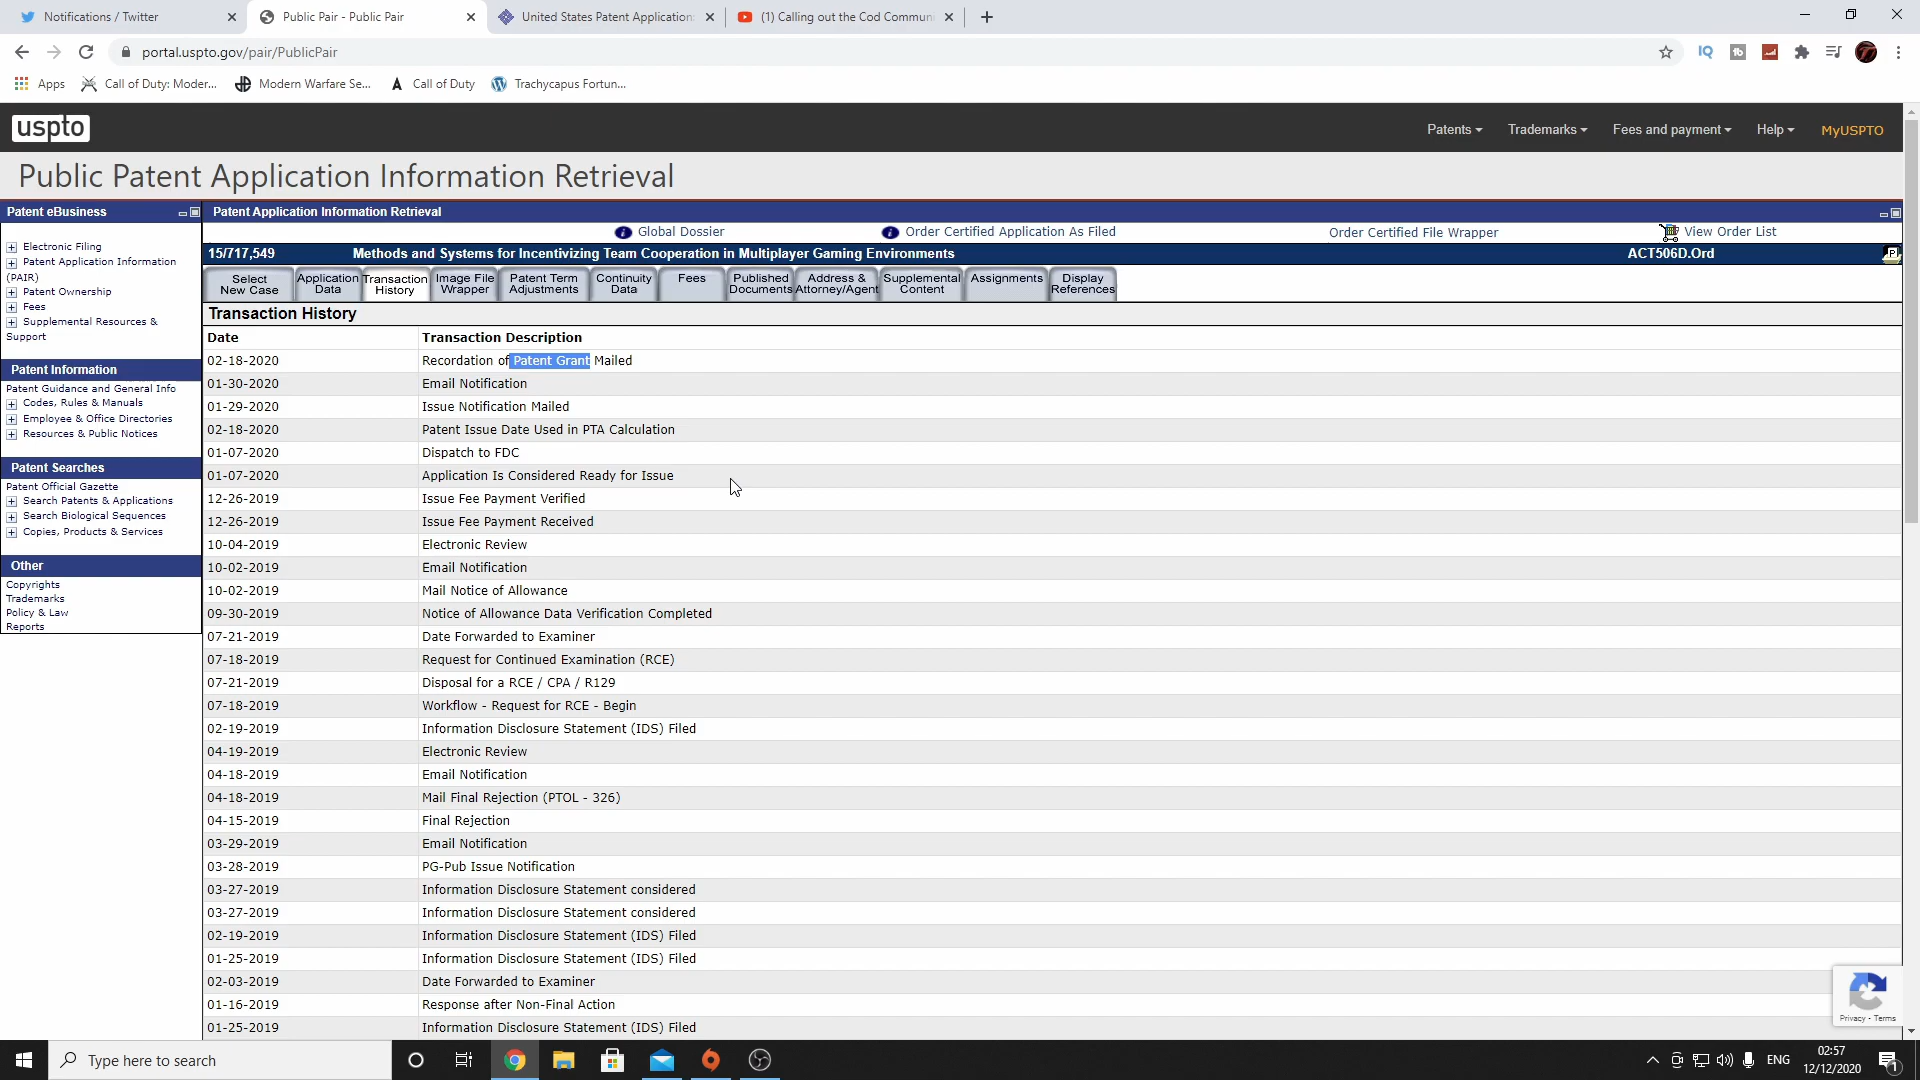 Notifications / Twitter
Public Pair - Public Pair
United States Patent Application:
(1) Calling out the Cod Commun
portal.uspto.gov/pair/PublicPair
Apps
Call of Duty: Moder...
Modern Warfare Se...
Call of Duty
Trachycapus Fortun...
uspto
Patents
Trademarks
Fees and payment
Help
MyUSPTO
Public Patent Application Information Retrieval
Patent eBusiness
Electronic Filing
Patent Application Information
(PAIR)
Patent Ownership
Fees
Supplemental Resources &
Support
Patent Information
Patent Guidance and General Info
Codes, Rules & Manuals
Employee & Office Directories
Resources & Public Notices
Patent Searches
Patent Official Gazette
Search Patents & Applications
Search Biological Sequences
Copies, Products & Services
Other
Copyrights
Trademarks
Policy & Law
Reports
Patent Application Information Retrieval
Global Dossier
Order Certified Application As Filed
Order Certified File Wrapper
View Order List
15/717,549 Methods and Systems for Incentivizing Team Cooperation in Multiplayer Gaming Environments ACT506D.Ord
Select New Case
Application Data
Transaction History
Image File Wrapper
Patent Term Adjustments
Continuity Data
Fees
Published Documents
Address & Attorney/Agent
Supplemental Content
Assignments
Display References
Transaction History
Date Transaction Description
02-18-2020 Recordation of Patent Grant Mailed
01-30-2020 Email Notification
01-29-2020 Issue Notification Mailed
02-18-2020 Patent Issue Date Used in PTA Calculation
01-07-2020 Dispatch to FDC
01-07-2020 Application Is Considered Ready for Issue
12-26-2019 Issue Fee Payment Verified
12-26-2019 Issue Fee Payment Received
10-04-2019 Electronic Review
10-02-2019 Email Notification
10-02-2019 Mail Notice of Allowance
09-30-2019 Notice of Allowance Data Verification Completed
07-21-2019 Date Forwarded to Examiner
07-18-2019 Request for Continued Examination (RCE)
07-21-2019 Disposal for a RCE / CPA / R129
07-18-2019 Workflow - Request for RCE - Begin
02-19-2019 Information Disclosure Statement (IDS) Filed
04-19-2019 Electronic Review
04-18-2019 Email Notification
04-18-2019 Mail Final Rejection (PTOL - 326)
04-15-2019 Final Rejection
03-29-2019 Email Notification
03-28-2019 PG-Pub Issue Notification
03-27-2019 Information Disclosure Statement considered
03-27-2019 Information Disclosure Statement considered
02-19-2019 Information Disclosure Statement (IDS) Filed
01-25-2019 Information Disclosure Statement (IDS) Filed
02-03-2019 Date Forwarded to Examiner
01-16-2019 Response after Non-Final Action
01-25-2019 Information Disclosure Statement (IDS) Filed
Privacy - Terms
Type here to search
ENG
02:57
12/12/2020
1